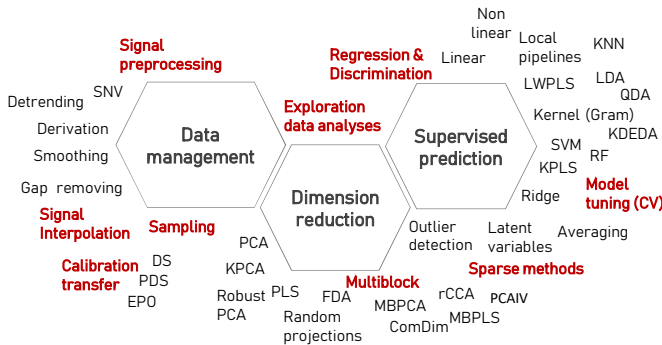 Signal
preprocessing
SNV
Detrending
Derivation
Smoothing
Gap removing
Data
management
Signal
Interpolation
Sampling
Calibration
transfer
DS
PDS
EPO
Exploration
data analyses
Dimension
reduction
PCA
KPCA
Robust
PCA
PLS
FDA
Random
projections
Multiblock
MBPCA
ComDim
rCCA
MBPLS
PCAIV
Sparse methods
Regression &
Discrimination
Supervised
prediction
Linear
Non
linear
Local
pipelines
KNN
LWPLS
LDA
QDA
Kernel (Gram)
KDEDA
SVM
RF
KPLS
Ridge
Model
tuning (CV)
Outlier
detection
Latent
variables
Averaging